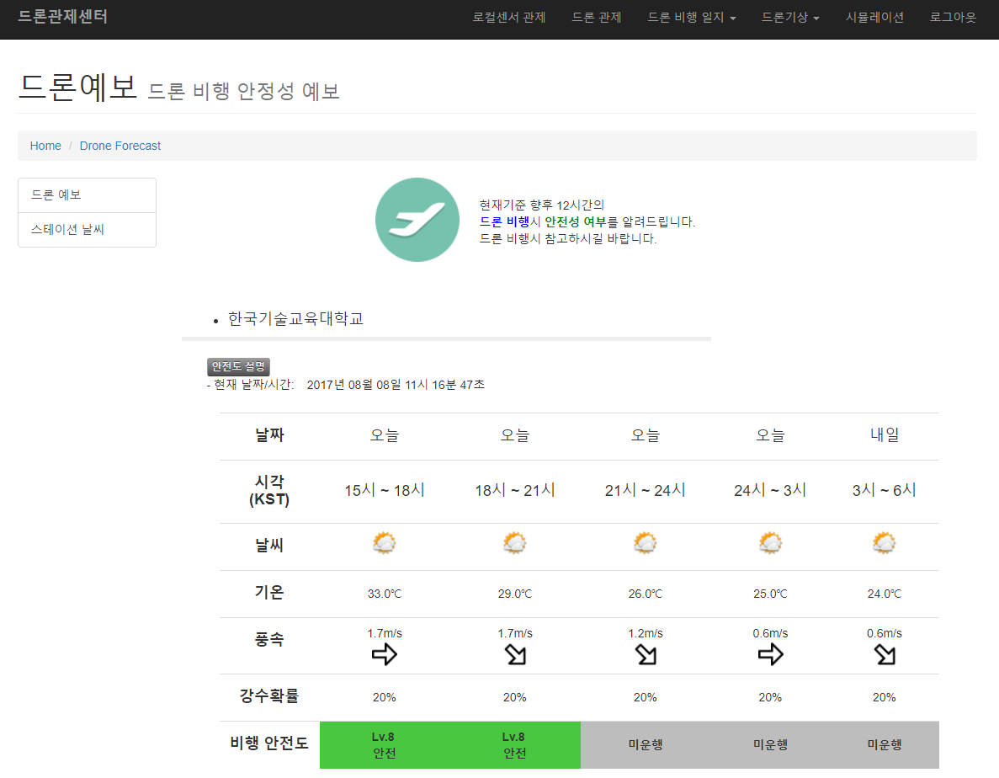 드론관제센터 로컬센서 관제 드론 관제 드론 비행 일지 드론기상 시뮬레이션 로그아웃
드론예보 드론 비행 안정성 예보
Home / Drone Forecast
드론 예보
스테이션 날씨
현재기준 향후 12시간의
드론 비행시 안전성 여부를 알려드립니다.
드론 비행시 참고하시길 바랍니다.
• 한국기술교육대학교
안전도 설명
- 현재 날짜/시간: 2017년 08월 08일 11시 16분 47초
날짜 오늘 오늘 오늘 오늘 내일
시각
(KST) 15시 ~ 18시 18시 ~ 21시 21시 ~ 24시 24시 ~ 3시 3시 ~ 6시
날씨
기온 33.0℃ 29.0℃ 26.0℃ 25.0℃ 24.0℃
풍속 1.7m/s 1.7m/s 1.2m/s 0.6m/s 0.6m/s
강수확률 20% 20% 20% 20% 20%
비행 안전도 Lv.8 안전 Lv.8 안전 미운행 미운행 미운행